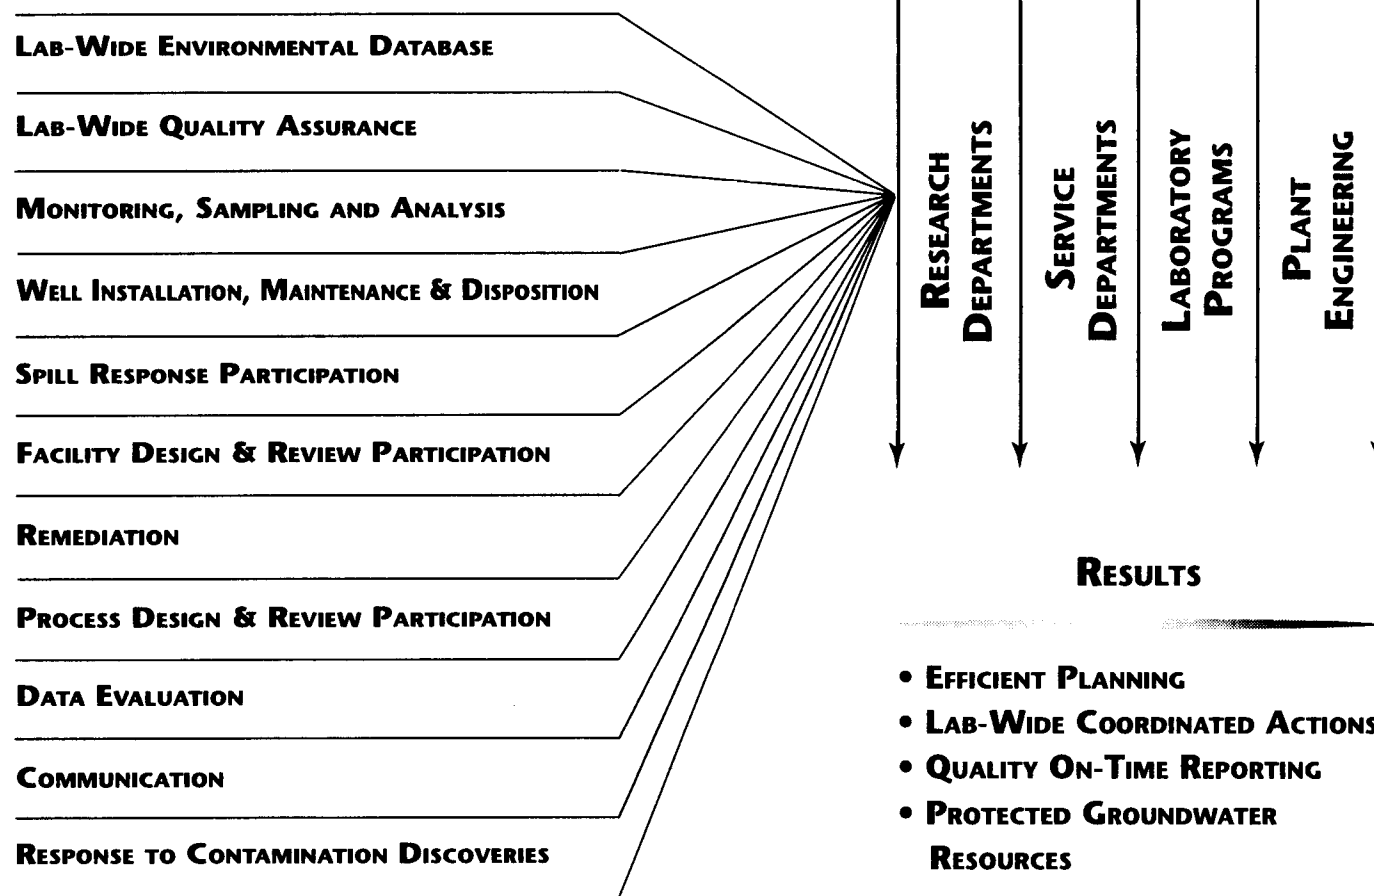 LAB-WIDE ENVIRONMENTAL DATABASE
LAB-WIDE QUALITY ASSURANCE
MONITORING, SAMPLING AND ANALYSIS
WELL INSTALLATION, MAINTENANCE & DISPOSITION
SPILL RESPONSE PARTICIPATION
FACILITY DESIGN & REVIEW PARTICIPATION
REMEDIATION
PROCESS DESIGN & REVIEW PARTICIPATION
DATA EVALUATION
COMMUNICATION
RESPONSE TO CONTAMINATION DISCOVERIES
RESEARCH
DEPARTMENTS
SERVICE
DEPARTMENTS
LABORATORY
PROGRAMS
PLANT
ENGINEERING
RESULTS
• EFFICIENT PLANNING
• LAB-WIDE COORDINATED ACTIONS
• QUALITY ON-TIME REPORTING
• PROTECTED GROUNDWATER
RESOURCES